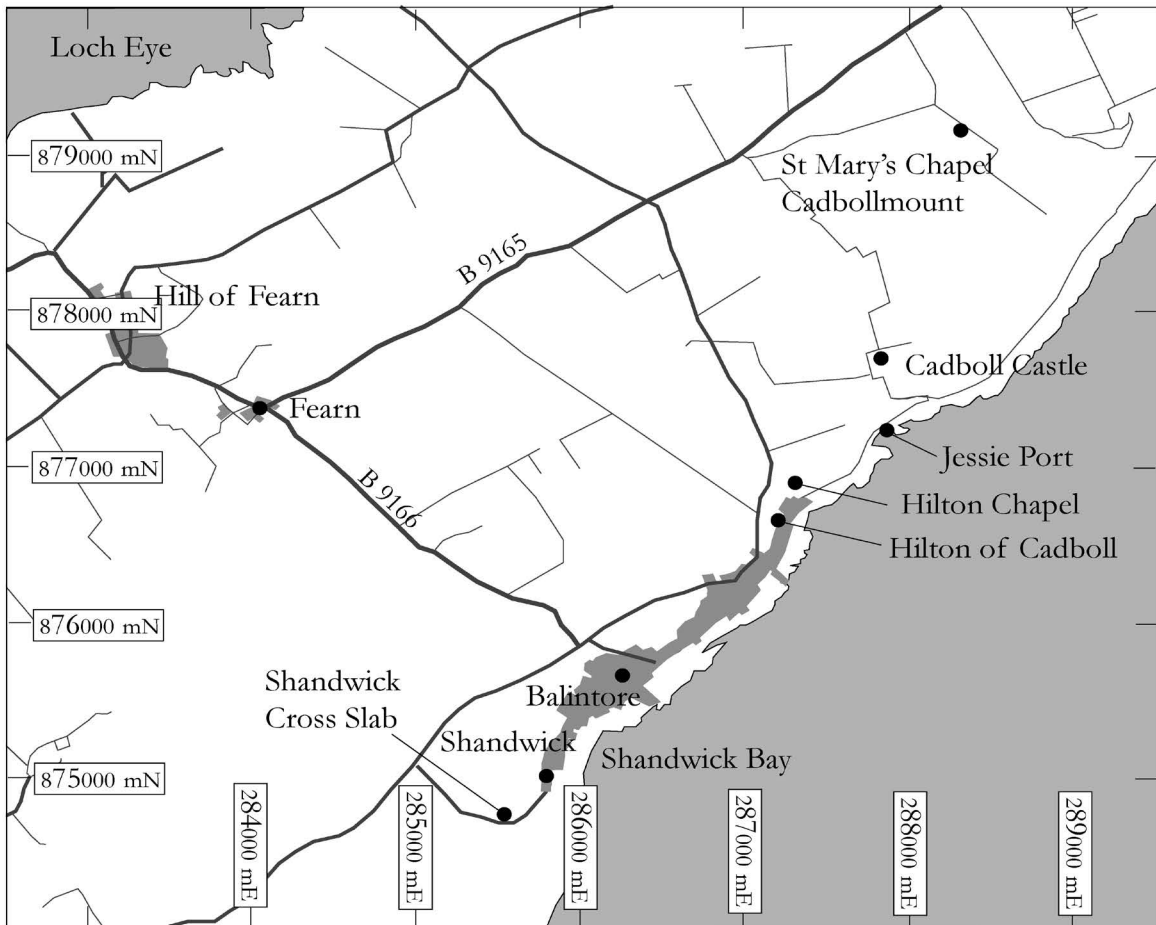 Loch Eye
879000 mN
St Mary's Chapel
Cadbollmount
B 9165
878000 mN
Hill of Fearn
Cadboll Castle
Fearn
877000 mN
Jessie Port
B 9166
Hilton Chapel
Hilton of Cadboll
876000 mN
Shandwick
Cross Slab
Balintore
Shandwick
Shandwick Bay
875000 mN
284000 mE
285000 mE
286000 mE
287000 mE
288000 mE
289000 mE